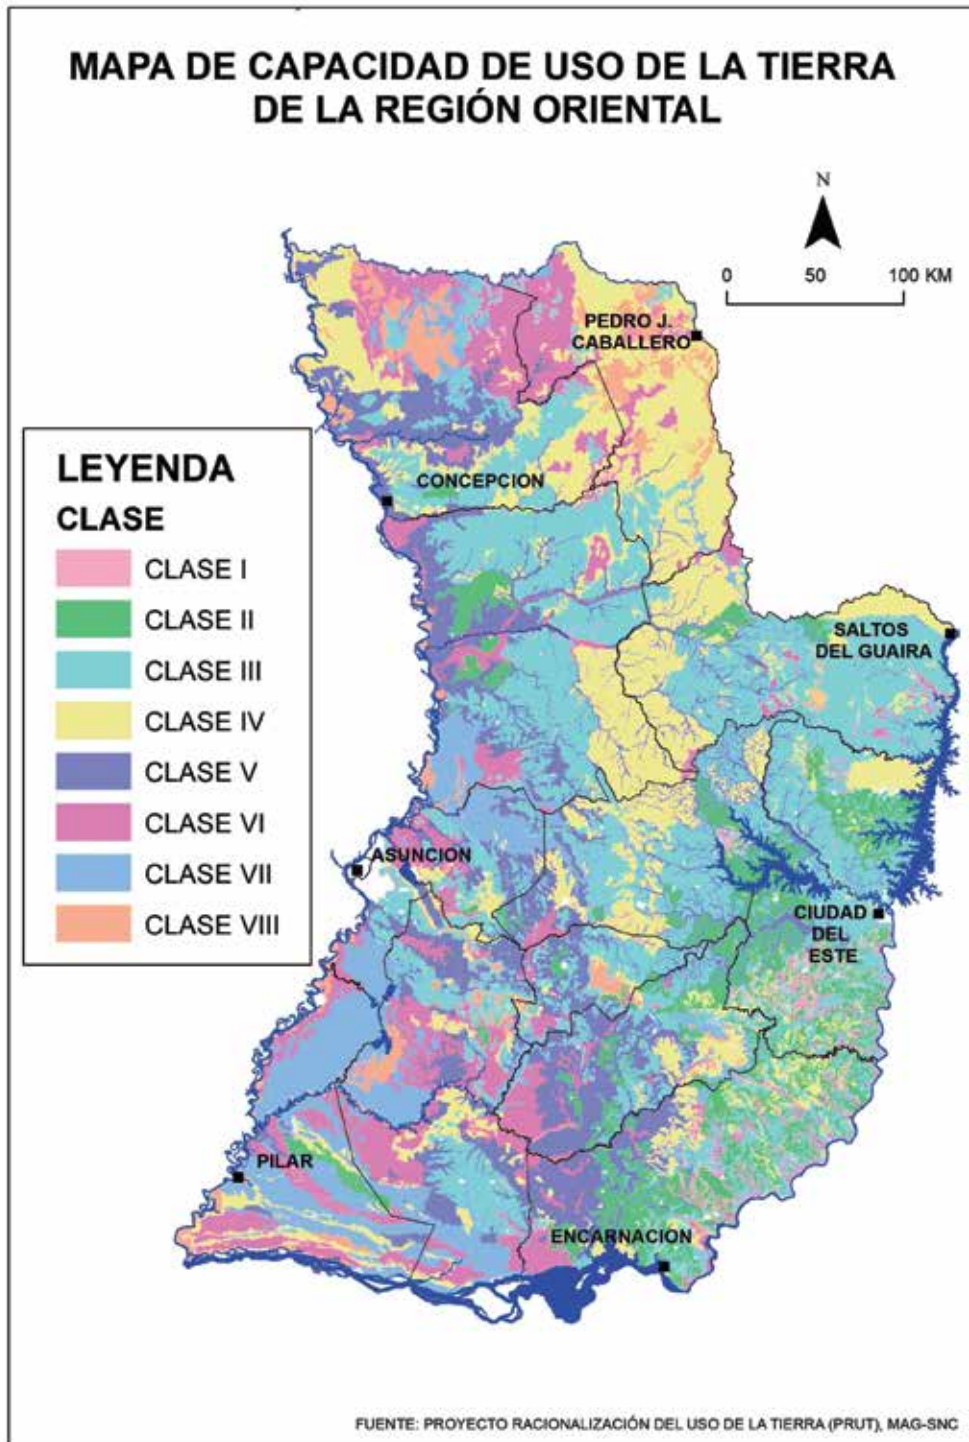 MAPA DE CAPACIDAD DE USO DE LA TIERRA
DE LA REGIÓN ORIENTAL
N
0 50 100 KM
PEDRO J.
CABALLERO
LEYENDA
CLASE
CLASE I
CLASE II
CLASE III
CLASE IV
CLASE V
CLASE VI
CLASE VII
CLASE VIII
CONCEPCION
SALTOS
DEL GUAIRA
ASUNCION
CIUDAD
DEL
ESTE
PILAR
ENCARNACION
FUENTE: PROYECTO RACIONALIZACIÓN DEL USO DE LA TIERRA (PRUT), MAG-SNC